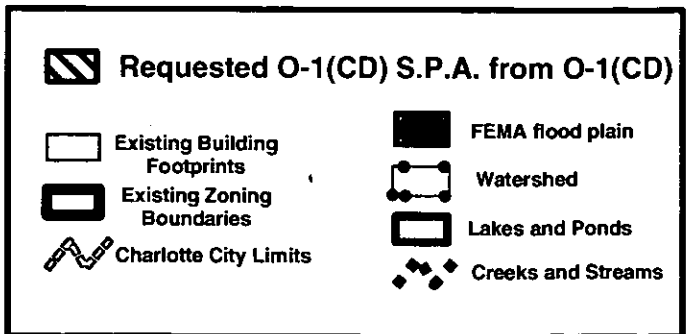 Requested O-1(CD) S.P.A. from O-1(CD)
Existing Building
Footprints
Existing Zoning
Boundaries
Charlotte City Limits
FEMA flood plain
Watershed
Lakes and Ponds
Creeks and Streams